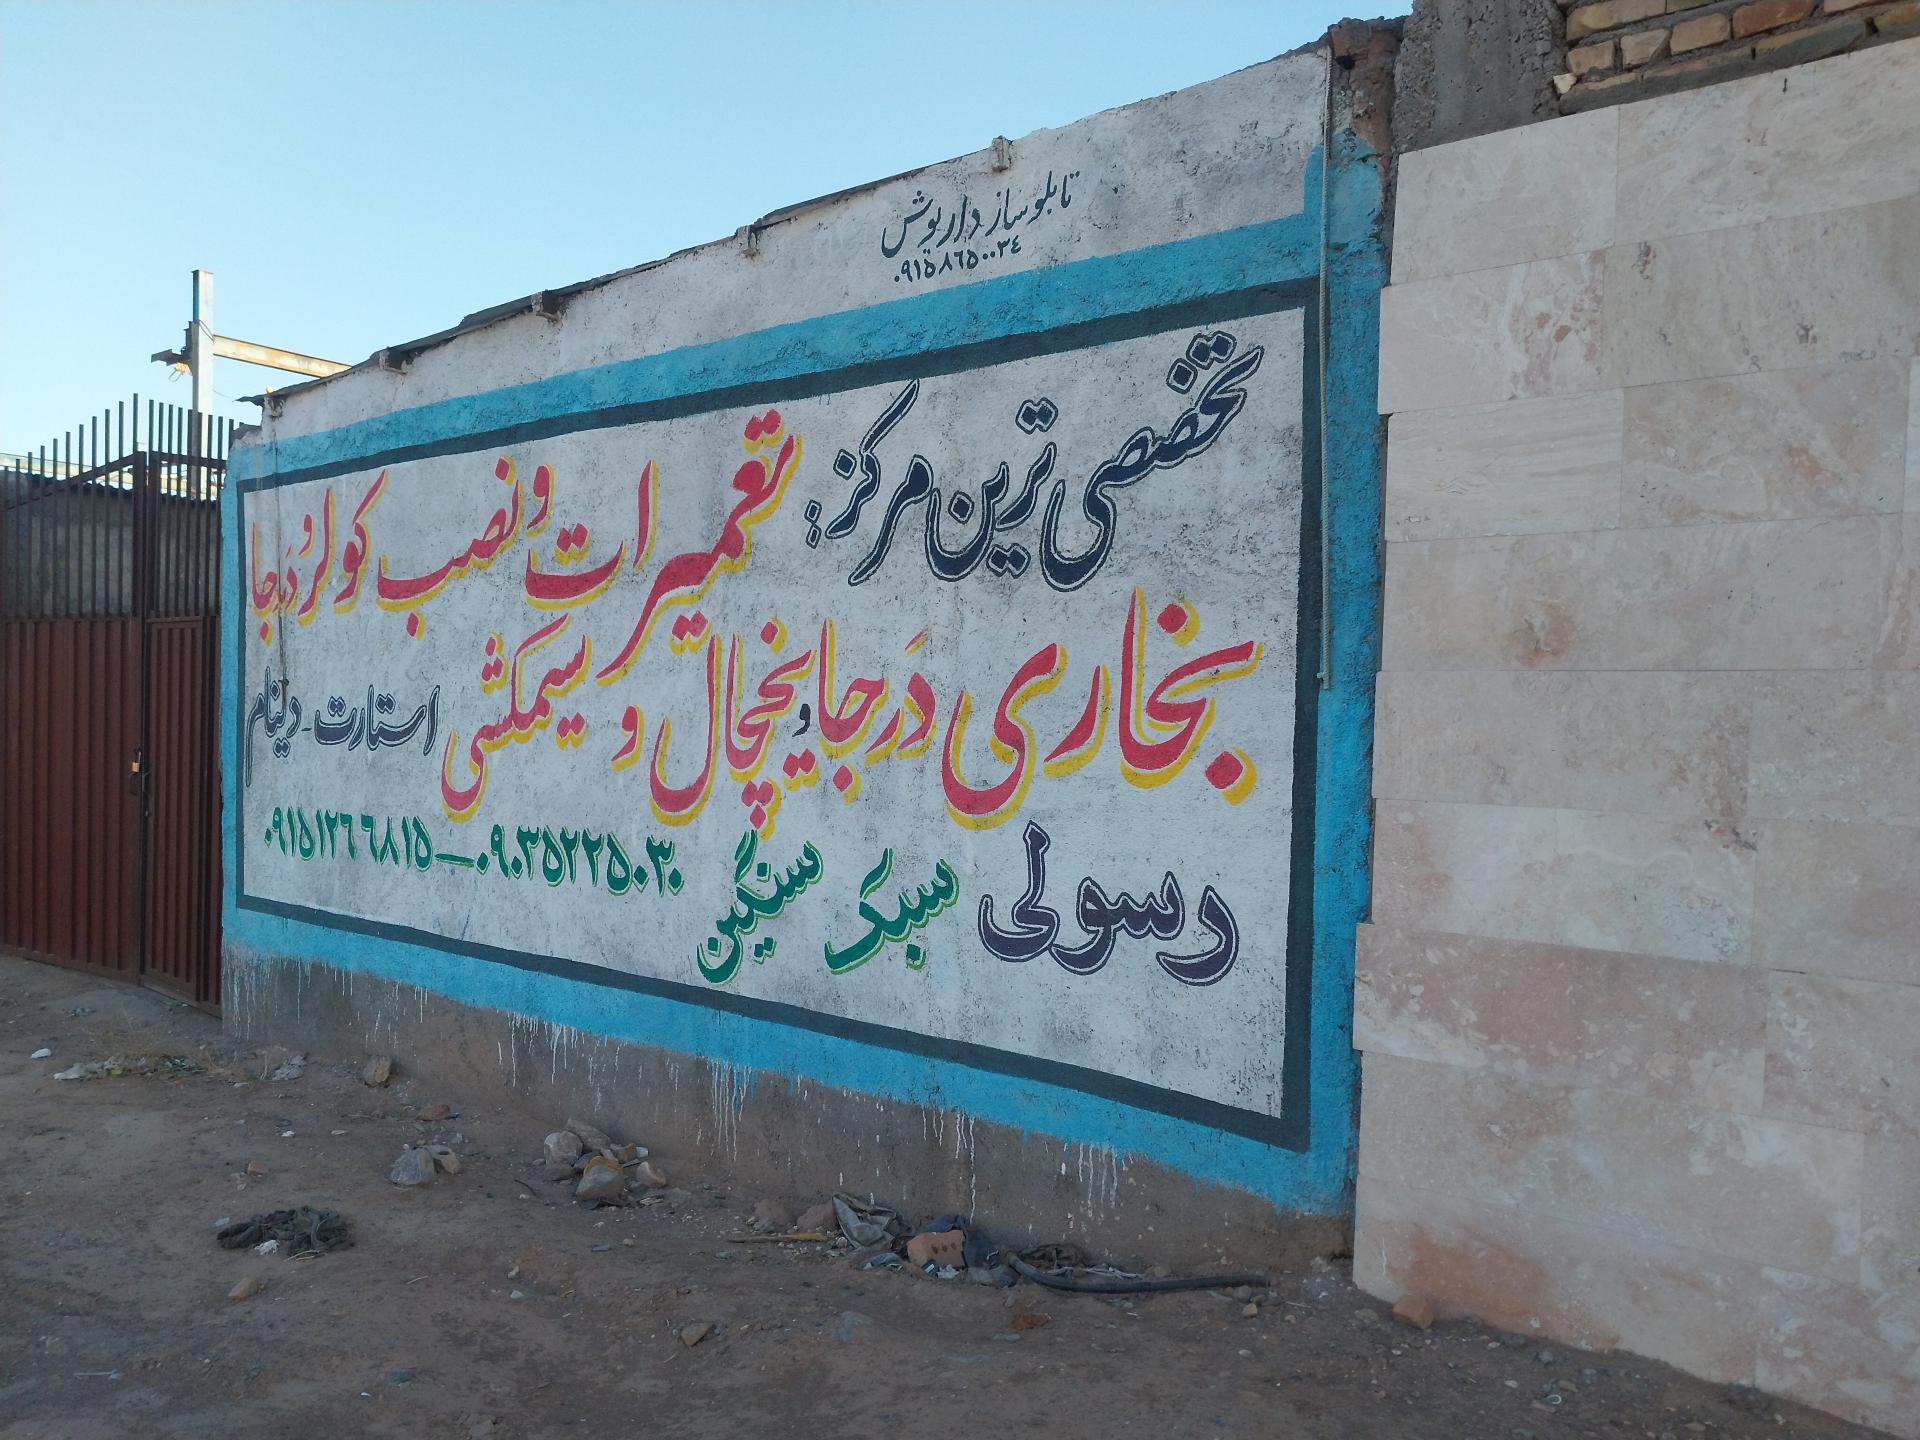 تابلوساز داریوش
۰۹۱۵۸۶۵۰۰۳۴
تخصصی ترین مرکز:
تعمیرات و نصب کولر و درجا
بخاری درجا و یخچال و سیمکشی
استارت - دینام
رسولی سبک سنگین
۰۹۰۳۵۲۲۵۰۳۰ - ۰۹۱۵۱۲۶۶۸۱۵